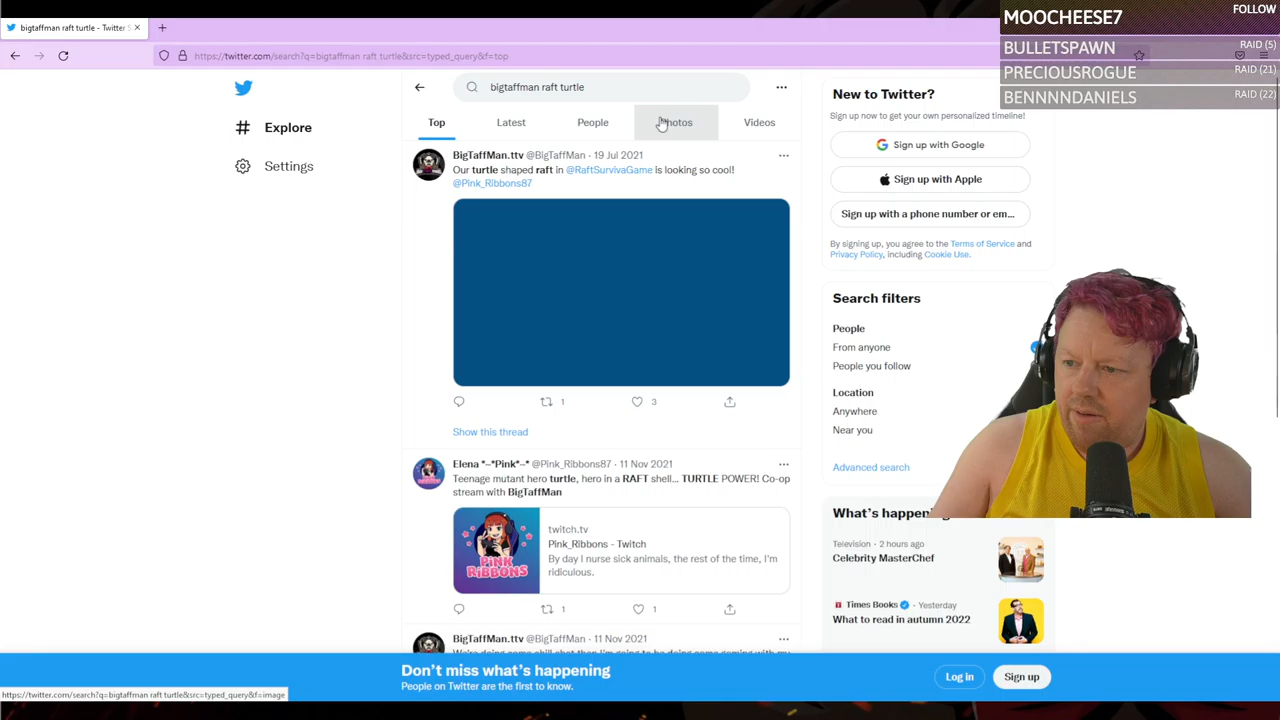 bigtaffman raft turtle - Twitter S
https://twitter.com/search?q=bigtaffman raft turtle&src=typed_query&f=top
MOOCHEESE7 FOLLOW
BULLETSPAWN RAID (5)
PRECIOUSROGUE RAID (21)
BENNNNDANIELS RAID (22)
Explore
Settings
bigtaffman raft turtle
Top Latest People Photos Videos
BigTaffMan.ttv @BigTaffMan · 19 Jul 2021
Our turtle shaped raft in @RaftSurvivaGame is looking so cool!
@Pink_Ribbons87
1 3
Show this thread
Elena *~*Pink*~* @Pink_Ribbons87 · 11 Nov 2021
Teenage mutant hero turtle, hero in a RAFT shell... TURTLE POWER! Co-op
stream with BigTaffMan
PiNK
RiBBONS
twitch.tv
Pink_Ribbons - Twitch
By day I nurse sick animals, the rest of the time, I'm
ridiculous.
1 1
BigTaffMan.ttv @BigTaffMan · 11 Nov 2021
New to Twitter?
Sign up now to get your own personalized timeline!
Sign up with Google
Sign up with Apple
Sign up with a phone number or em...
By signing up, you agree to the Terms of Service and
Privacy Policy, including Cookie Use.
Search filters
People
From anyone
People you follow
Location
Anywhere
Near you
Advanced search
What's happening
Television · 2 hours ago
Celebrity MasterChef
Times Books · Yesterday
What to read in autumn 2022
Don't miss what's happening
People on Twitter are the first to know.
Log in
Sign up
https://twitter.com/search?q=bigtaffman raft turtle&src=typed_query&f=image